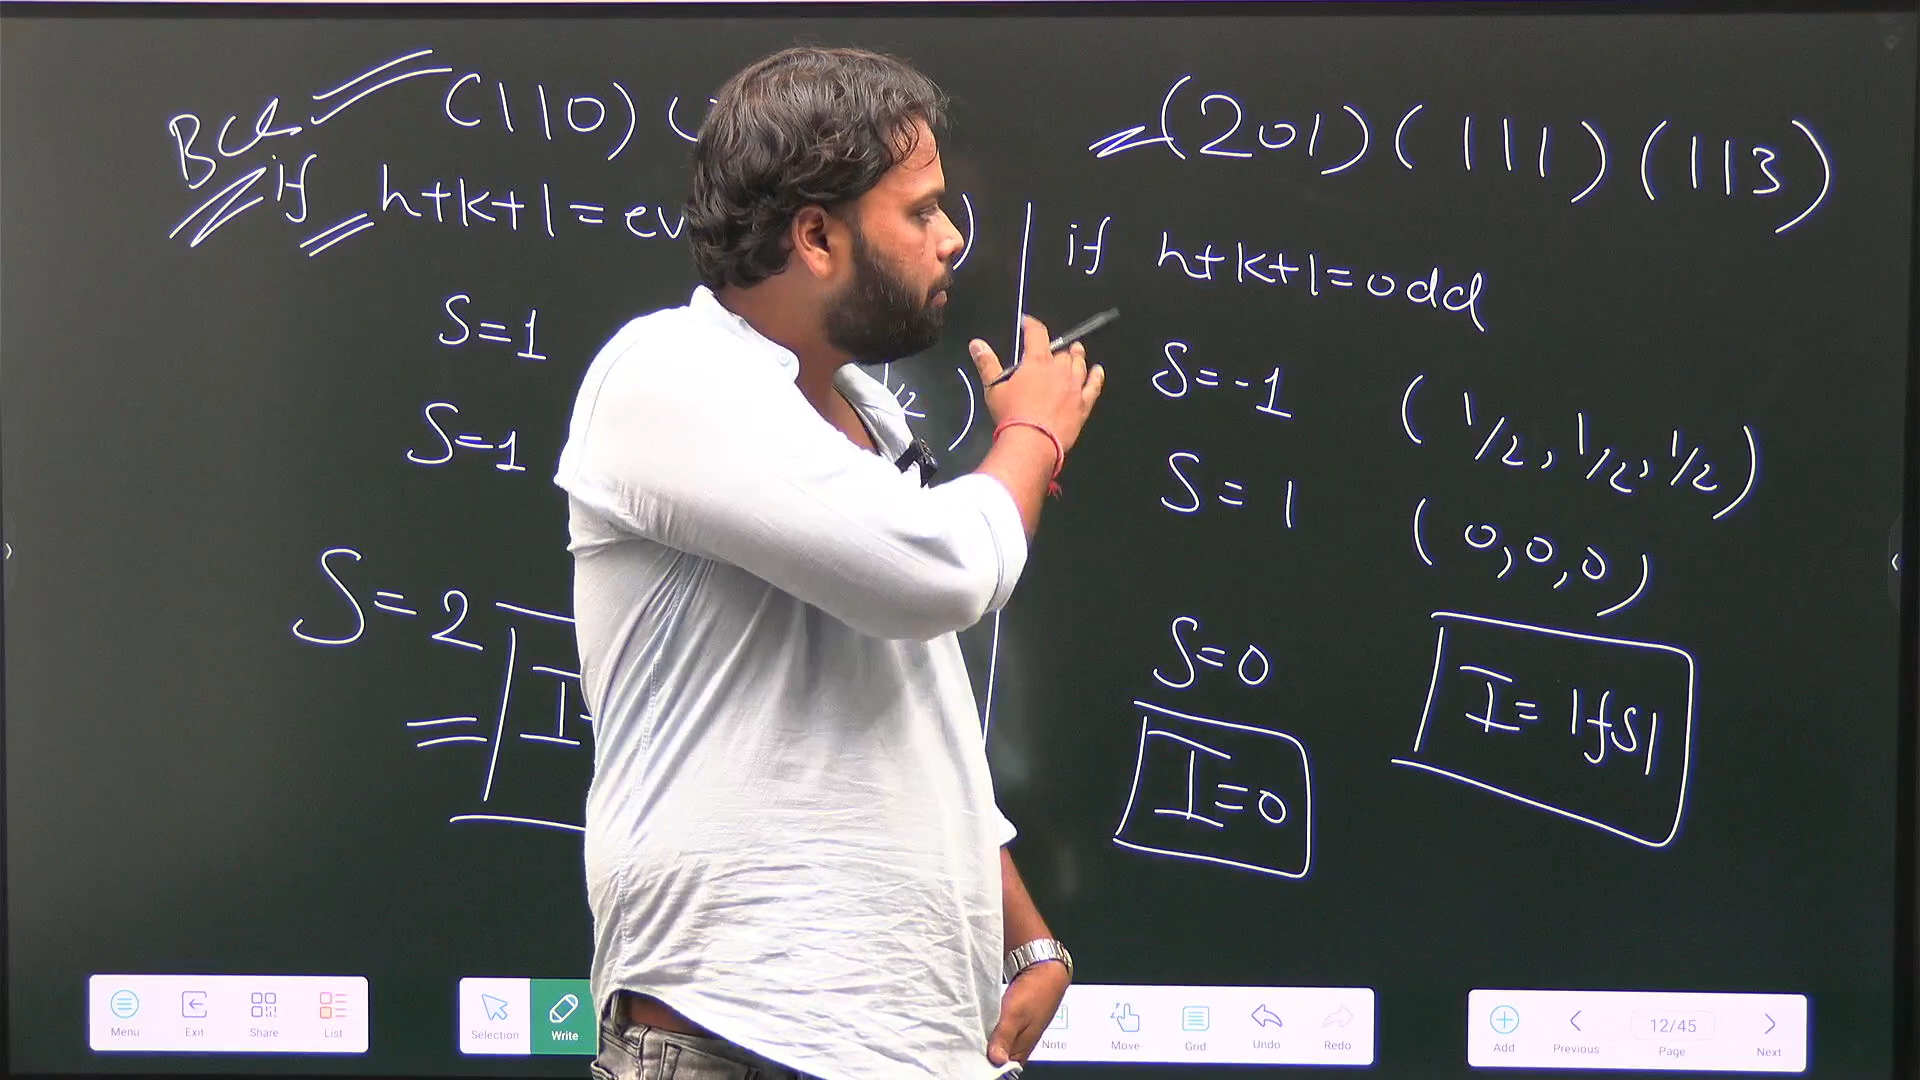 BCC (110) (201) (111) (113)
if h+k+l = ev
if h+k+l = odd
S=1
S=1
S=2
S=-1 (1/2, 1/2, 1/2)
S=1 (0,0,0)
S=0
I=0
I= |fS|
Menu Exit Share List Selection Write Note Move Grid Undo Redo Add Previous 12/45 Page Next